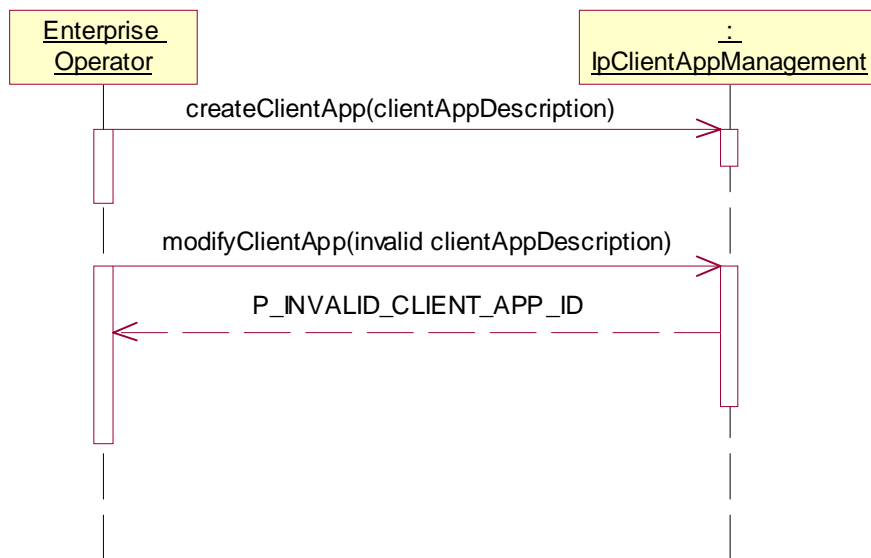 Enterprise
Operator
:
IpClientAppManagement
createClientApp(clientAppDescription)
modifyClientApp(invalid clientAppDescription)
P_INVALID_CLIENT_APP_ID